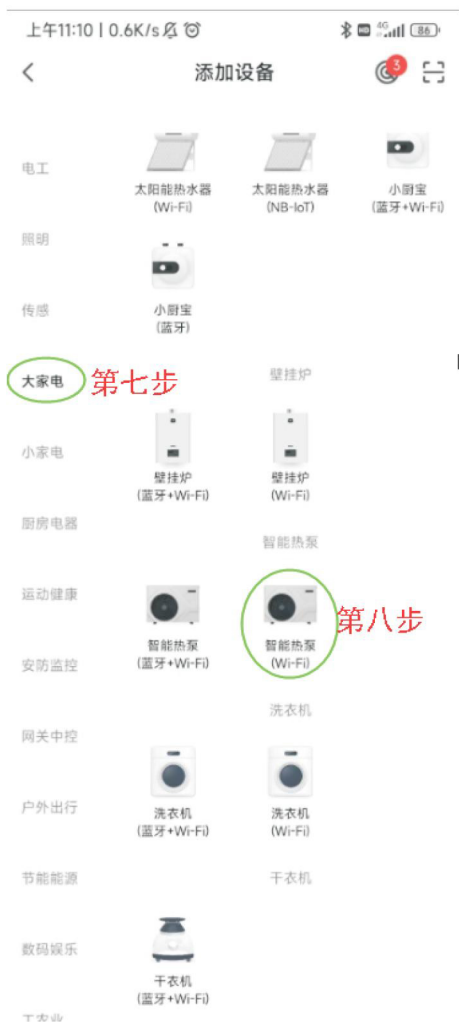 上午11:10 | 0.6K/s
4G
86
添加设备
3
电工
太阳能热水器
(Wi-Fi)
太阳能热水器
(NB-IoT)
小厨宝
(蓝牙+Wi-Fi)
照明
传感
小厨宝
(蓝牙)
大家电
第七步
壁挂炉
小家电
壁挂炉
(蓝牙+Wi-Fi)
壁挂炉
(Wi-Fi)
厨房电器
智能热泵
运动健康
第八步
智能热泵
(蓝牙+Wi-Fi)
智能热泵
(Wi-Fi)
安防监控
洗衣机
网关中控
户外出行
洗衣机
(蓝牙+Wi-Fi)
洗衣机
(Wi-Fi)
节能能源
干衣机
数码娱乐
干衣机
(蓝牙+Wi-Fi)
工农业